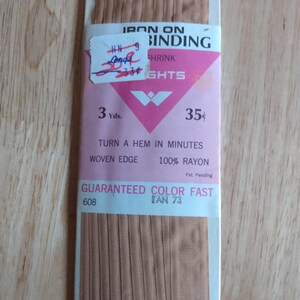 IRON ON
BINDING
SHRINK
IGHTS
W
3 Yds. 35¢
TURN A HEM IN MINUTES
WOVEN EDGE 100% RAYON
Pat. Pending
GUARANTEED COLOR FAST
608 TAN 73